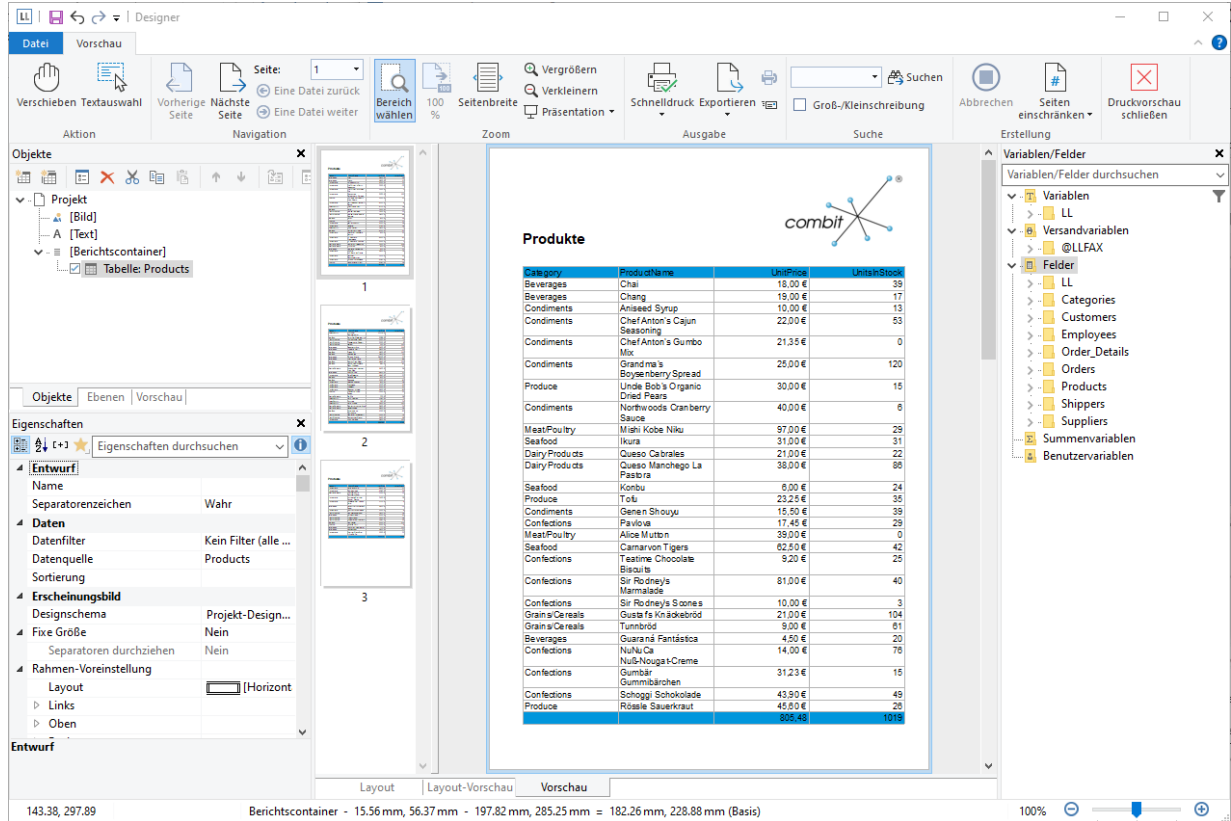 LL Designer
Datei Vorschau
Verschieben Textauswahl
Aktion
Vorherige Seite
Nächste Seite
Seite: 1
Eine Datei zurück
Eine Datei weiter
Navigation
Bereich wählen
100 %
Seitenbreite
Vergrößern
Verkleinern
Präsentation
Zoom
Schnelldruck Exportieren
Ausgabe
Suchen
Groß-/Kleinschreibung
Suche
Abbrechen
Seiten einschränken
Erstellung
Druckvorschau schließen
Objekte
Projekt
[Bild]
A [Text]
[Berichtscontainer]
Tabelle: Products
Objekte Ebenen Vorschau
Eigenschaften
Eigenschaften durchsuchen
Entwurf
Name
Separatorenzeichen Wahr
Daten
Datenfilter Kein Filter (alle ...
Datenquelle Products
Sortierung
Erscheinungsbild
Designschema Projekt-Design...
Fixe Größe Nein
Separatoren durchziehen Nein
Rahmen-Voreinstellung
Layout [Horizont
Links
Oben
Entwurf
1
2
3
combit ®
Produkte
Category ProductName UnitPrice UnitsInStock
Beverages Chai 18,00 € 39
Beverages Chang 19,00 € 17
Condiments Aniseed Syrup 10,00 € 13
Condiments Chef Anton's Cajun Seasoning 22,00 € 53
Condiments Chef Anton's Gumbo Mix 21,35 € 0
Condiments Grandma's Boysenberry Spread 25,00 € 120
Produce Uncle Bob's Organic Dried Pears 30,00 € 15
Condiments Northwoods Cranberry Sauce 40,00 € 6
Meat/Poultry Mishi Kobe Niku 97,00 € 29
Seafood Ikura 31,00 € 31
Dairy Products Queso Cabrales 21,00 € 22
Dairy Products Queso Manchego La Pastora 38,00 € 86
Seafood Konbu 6,00 € 24
Produce Tofu 23,25 € 35
Condiments Genen Shouyu 15,50 € 39
Confections Pavlova 17,45 € 29
Meat/Poultry Alice Mutton 39,00 € 0
Seafood Carnarvon Tigers 62,50 € 42
Confections Teatime Chocolate Biscuits 9,20 € 25
Confections Sir Rodney's Marmalade 81,00 € 40
Confections Sir Rodney's Scones 10,00 € 3
Grains/Cereals Gustafs Knäckebröd 21,00 € 104
Grains/Cereals Tunnbröd 9,00 € 61
Beverages Guaraná Fantástica 4,50 € 20
Confections NuNuCa Nuß-Nougat-Creme 14,00 € 76
Confections Gumbär Gummibärchen 31,23 € 15
Confections Schoggi Schokolade 43,90 € 49
Produce Rössle Sauerkraut 45,60 € 26
805,48 1019
Layout Layout-Vorschau Vorschau
Variablen/Felder
Variablen/Felder durchsuchen
Variablen
LL
Versandvariablen
@LLFAX
Felder
LL
Categories
Customers
Employees
Order_Details
Orders
Products
Shippers
Suppliers
Summenvariablen
Benutzervariablen
143.38, 297.89 Berichtscontainer - 15.56 mm, 56.37 mm - 197.82 mm, 285.25 mm = 182.26 mm, 228.88 mm (Basis) 100%